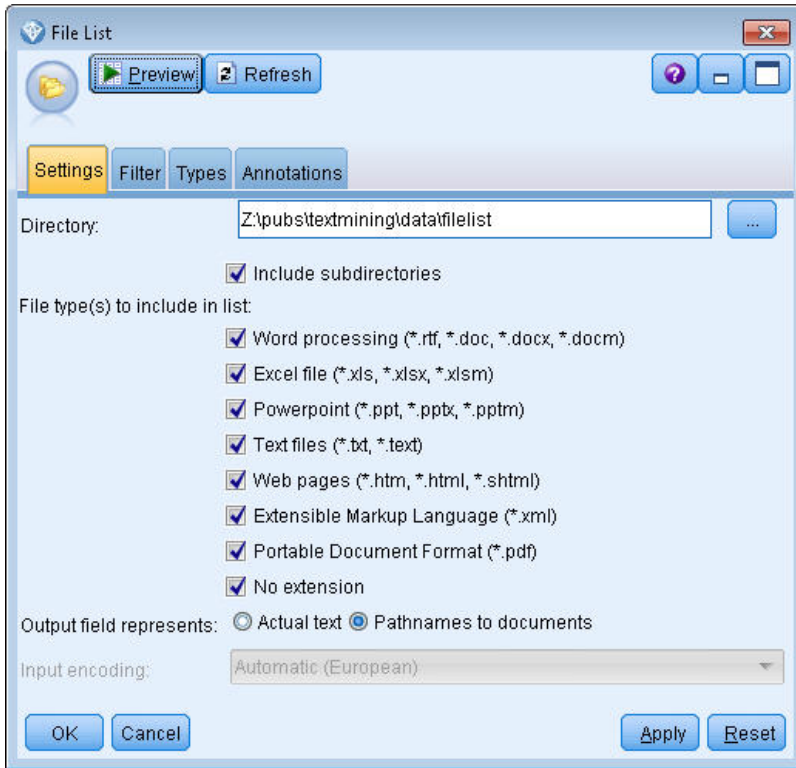 File List
Preview Refresh ?
Settings Filter Types Annotations
Directory: Z:\pubs\textmining\data\filelist ...
Include subdirectories
File type(s) to include in list:
Word processing (*.rtf, *.doc, *.docx, *.docm)
Excel file (*.xls, *.xlsx, *.xlsm)
Powerpoint (*.ppt, *.pptx, *.pptm)
Text files (*.txt, *.text)
Web pages (*.htm, *.html, *.shtml)
Extensible Markup Language (*.xml)
Portable Document Format (*.pdf)
No extension
Output field represents: Actual text Pathnames to documents
Input encoding: Automatic (European)
OK Cancel Apply Reset